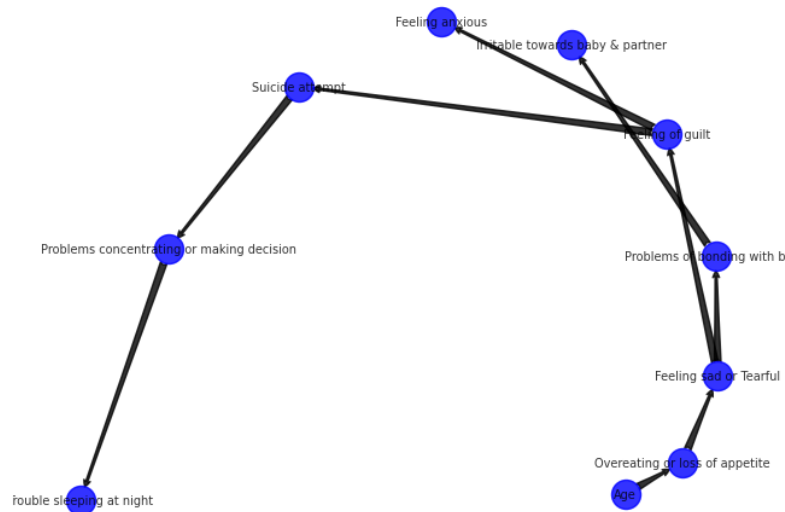 Feeling anxious
Irritable towards baby & partner
Suicide attempt
Feeling of guilt
Problems concentrating or making decision
Problems of bonding with b
Feeling sad or Tearful
Overeating or loss of appetite
Age
Trouble sleeping at night